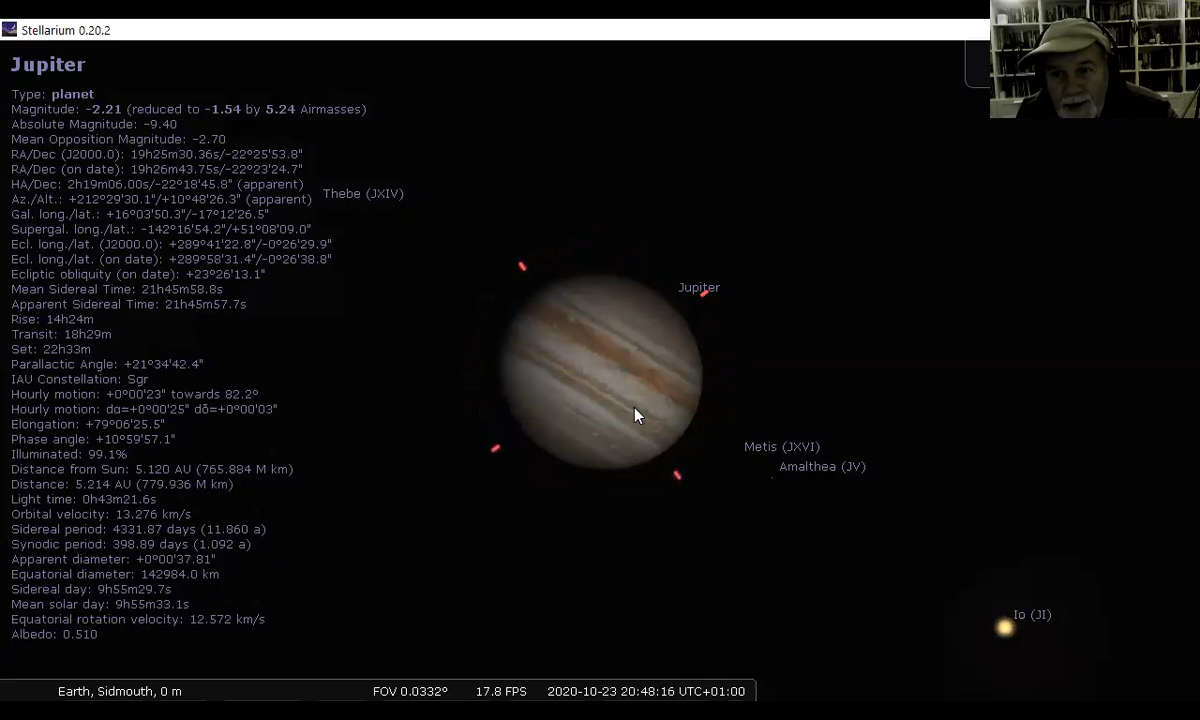 Stellarium 0.20.2
Jupiter
Type: planet
Magnitude: -2.21 (reduced to -1.54 by 5.24 Airmasses)
Absolute Magnitude: -9.40
Mean Opposition Magnitude: -2.70
RA/Dec (J2000.0): 19h25m30.36s/-22°25'53.8"
RA/Dec (on date): 19h26m43.75s/-22°23'24.7"
HA/Dec: 2h19m06.00s/-22°18'45.8" (apparent)
Az./Alt.: +212°29'30.1"/+10°48'26.3" (apparent)
Thebe (JXIV)
Gal. long./lat.: +16°03'50.3"/-17°12'26.5"
Supergal. long./lat.: -142°16'54.2"/+51°08'09.0"
Ecl. long./lat. (J2000.0): +289°41'22.8"/-0°26'29.9"
Ecl. long./lat. (on date): +289°58'31.4"/-0°26'38.8"
Ecliptic obliquity (on date): +23°26'13.1"
Mean Sidereal Time: 21h45m58.8s
Apparent Sidereal Time: 21h45m57.7s
Jupiter
Rise: 14h24m
Transit: 18h29m
Set: 22h33m
Parallactic Angle: +21°34'42.4"
IAU Constellation: Sgr
Hourly motion: +0°00'23" towards 82.2°
Hourly motion: dα=+0°00'25" dδ=+0°00'03"
Elongation: +79°06'25.5"
Phase angle: +10°59'57.1"
Illuminated: 99.1%
Metis (JXVI)
Amalthea (JV)
Distance from Sun: 5.120 AU (765.884 M km)
Distance: 5.214 AU (779.936 M km)
Light time: 0h43m21.6s
Orbital velocity: 13.276 km/s
Sidereal period: 4331.87 days (11.860 a)
Synodic period: 398.89 days (1.092 a)
Apparent diameter: +0°00'37.81"
Equatorial diameter: 142984.0 km
Sidereal day: 9h55m29.7s
Mean solar day: 9h55m33.1s
Equatorial rotation velocity: 12.572 km/s
Albedo: 0.510
Io (JI)
Earth, Sidmouth, 0 m FOV 0.0332° 17.8 FPS 2020-10-23 20:48:16 UTC+01:00